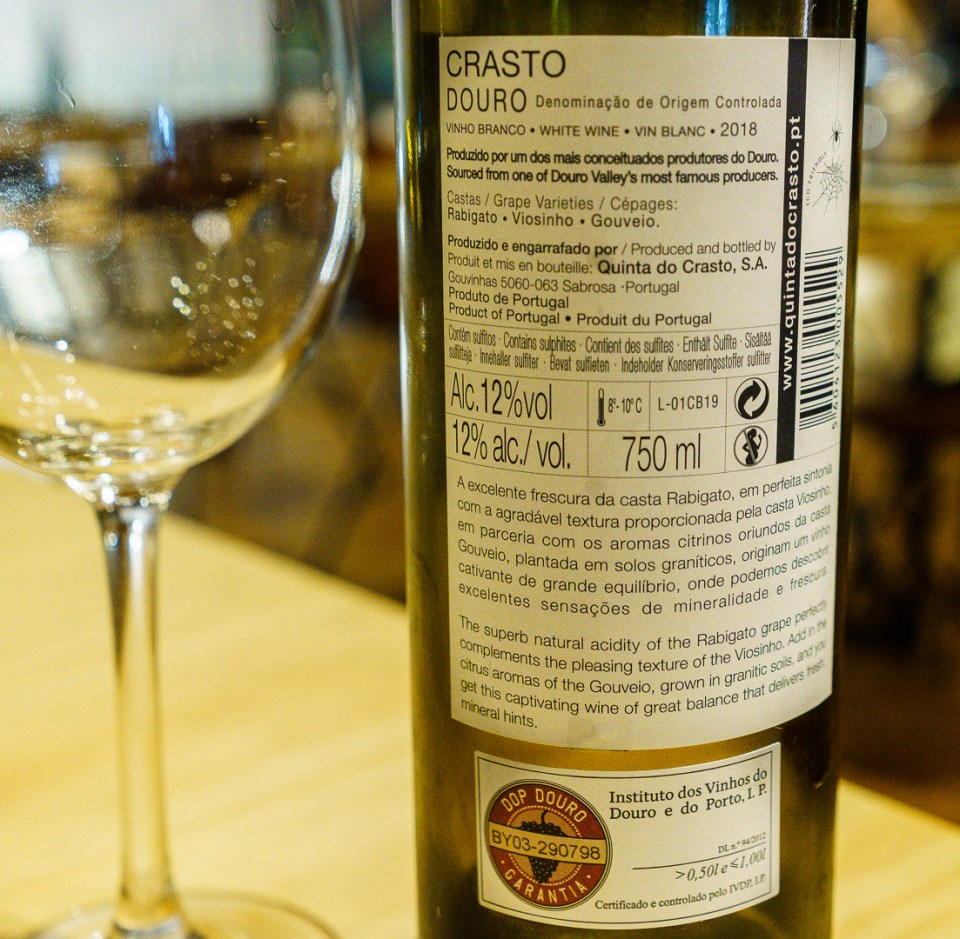 CRASTO
DOURO Denominação de Origem Controlada
VINHO BRANCO • WHITE WINE • VIN BLANC • 2018
Produzido por um dos mais conceituados produtores do Douro.
Sourced from one of Douro Valley's most famous producers.
Castas / Grape Varieties / Cépages:
Rabigato • Viosinho • Gouveio.
Produzido e engarrafado por / Produced and bottled by
Produit et mis en bouteille: Quinta do Crasto, S.A.
Gouvinhas 5060-063 Sabrosa ·Portugal
Produto de Portugal
Product of Portugal • Produit du Portugal
Contém sulfitos · Contains sulphites · Contient des sulfites · Enthält Sulfite · Sisältää
sulfiitteja · Innehaller sulfiter · Bevat sulfieten · Indeholder Konserveringsstoffer sulfitter
Alc.12%vol
8º-10ºC
L-01CB19
12% alc./ vol.
750 ml
www.quintadocrasto.pt
5604123005529
A excelente frescura da casta Rabigato, em perfeita sintonia
com a agradável textura proporcionada pela casta Viosinho,
em parceria com os aromas citrinos oriundos da casta
Gouveio, plantada em solos graníticos, originam um vinho
cativante de grande equilíbrio, onde podemos descobrir
excelentes sensações de mineralidade e frescura.
The superb natural acidity of the Rabigato grape perfectly
complements the pleasing texture of the Viosinho. Add in the
citrus aromas of the Gouveio, grown in granitic soils, and you
get this captivating wine of great balance that delivers fresh,
mineral hints.
DOP DOURO
BY03-290798
• GARANTIA •
Instituto dos Vinhos do
Douro e do Porto, I. P.
DL n.º 94/2012
>0,50l e ≤1,00l
Certificado e controlado pelo IVDP, I.P.